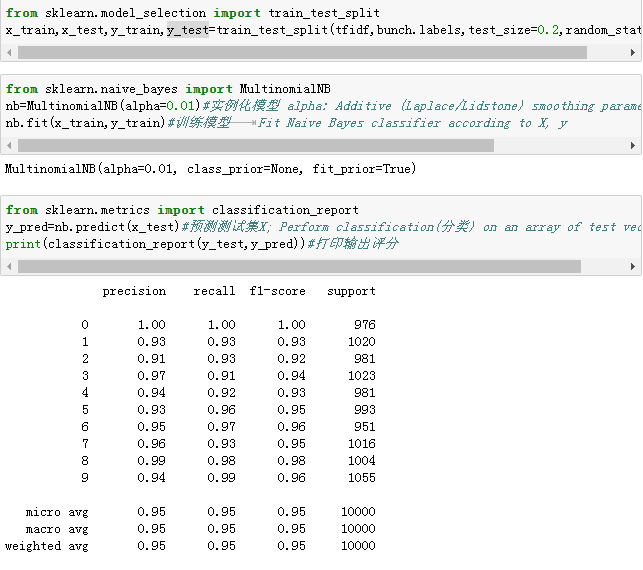 from sklearn.model_selection import train_test_split
x_train,x_test,y_train,y_test=train_test_split(tfidf,bunch.labels,test_size=0.2,random_stat
from sklearn.naive_bayes import MultinomialNB
nb=MultinomialNB(alpha=0.01)#实例化模型 alpha: Additive (Laplace/Lidstone) smoothing parame
nb.fit(x_train,y_train)#训练模型——*Fit Naive Bayes classifier according to X, y
MultinomialNB(alpha=0.01, class_prior=None, fit_prior=True)
from sklearn.metrics import classification_report
y_pred=nb.predict(x_test)#预测测试集X; Perform classification(分类) on an array of test vec
print(classification_report(y_test,y_pred))#打印输出评分
precision recall f1-score support
0 1.00 1.00 1.00 976
1 0.93 0.93 0.93 1020
2 0.91 0.93 0.92 981
3 0.97 0.91 0.94 1023
4 0.94 0.92 0.93 981
5 0.93 0.96 0.95 993
6 0.95 0.97 0.96 951
7 0.96 0.93 0.95 1016
8 0.99 0.98 0.98 1004
9 0.94 0.99 0.96 1055
micro avg 0.95 0.95 0.95 10000
macro avg 0.95 0.95 0.95 10000
weighted avg 0.95 0.95 0.95 10000